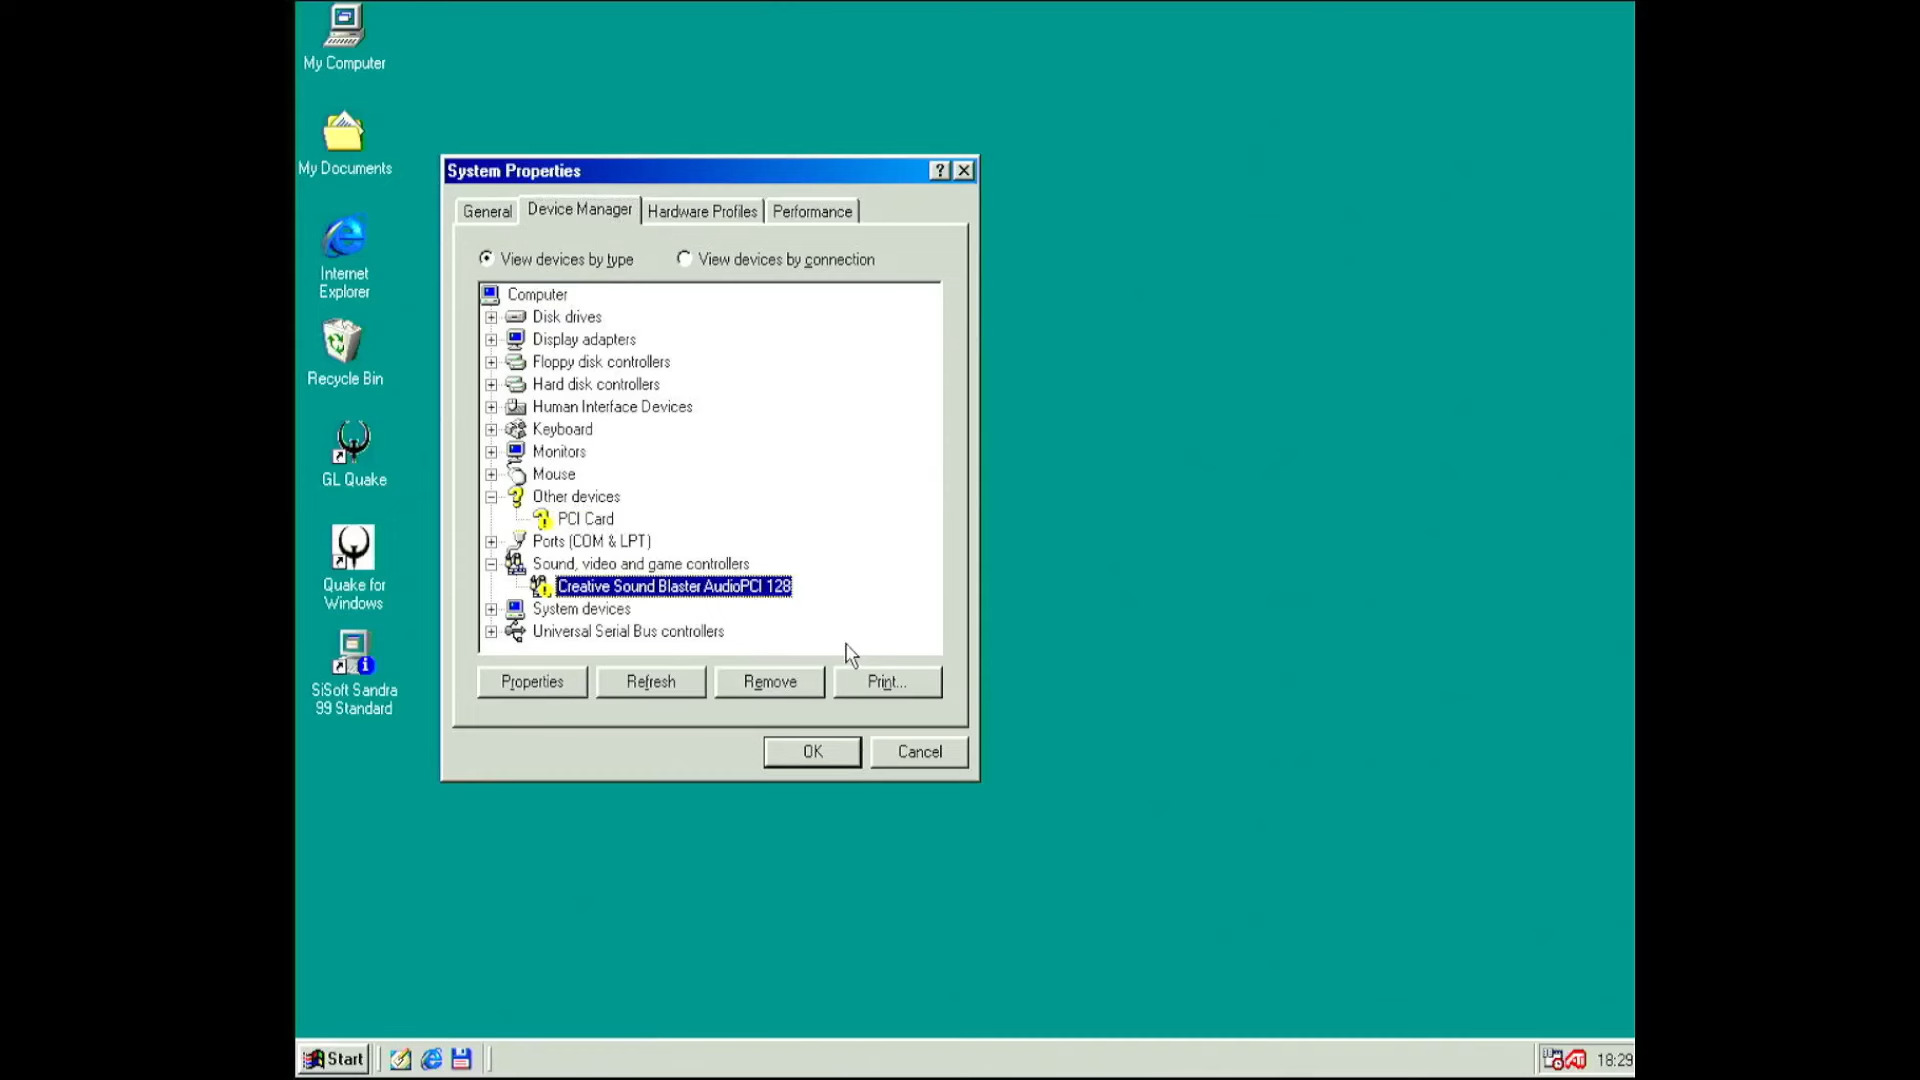 My Computer
My Documents
Internet
Explorer
Recycle Bin
GL Quake
Quake for
Windows
SiSoft Sandra
99 Standard
System Properties
General
Device Manager
Hardware Profiles
Performance
View devices by type
View devices by connection
Computer
Disk drives
Display adapters
Floppy disk controllers
Hard disk controllers
Human Interface Devices
Keyboard
Monitors
Mouse
Other devices
PCI Card
Ports (COM & LPT)
Sound, video and game controllers
Creative Sound Blaster AudioPCI 128
System devices
Universal Serial Bus controllers
Properties
Refresh
Remove
Print...
OK
Cancel
Start
18:29